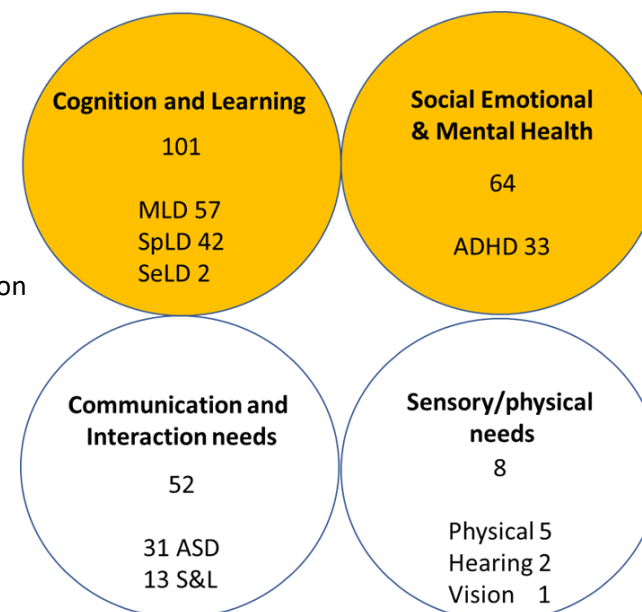 Cognition and Learning
101
MLD 57
SpLD 42
SeLD 2
Social Emotional
& Mental Health
64
ADHD 33
on
Communication and
Interaction needs
52
31 ASD
13 S&L
Sensory/physical
needs
8
Physical 5
Hearing 2
Vision 1